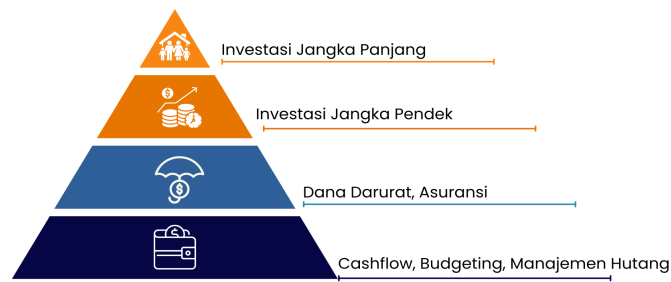 Investasi Jangka Panjang
Investasi Jangka Pendek
Dana Darurat, Asuransi
Cashflow, Budgeting, Manajemen Hutang